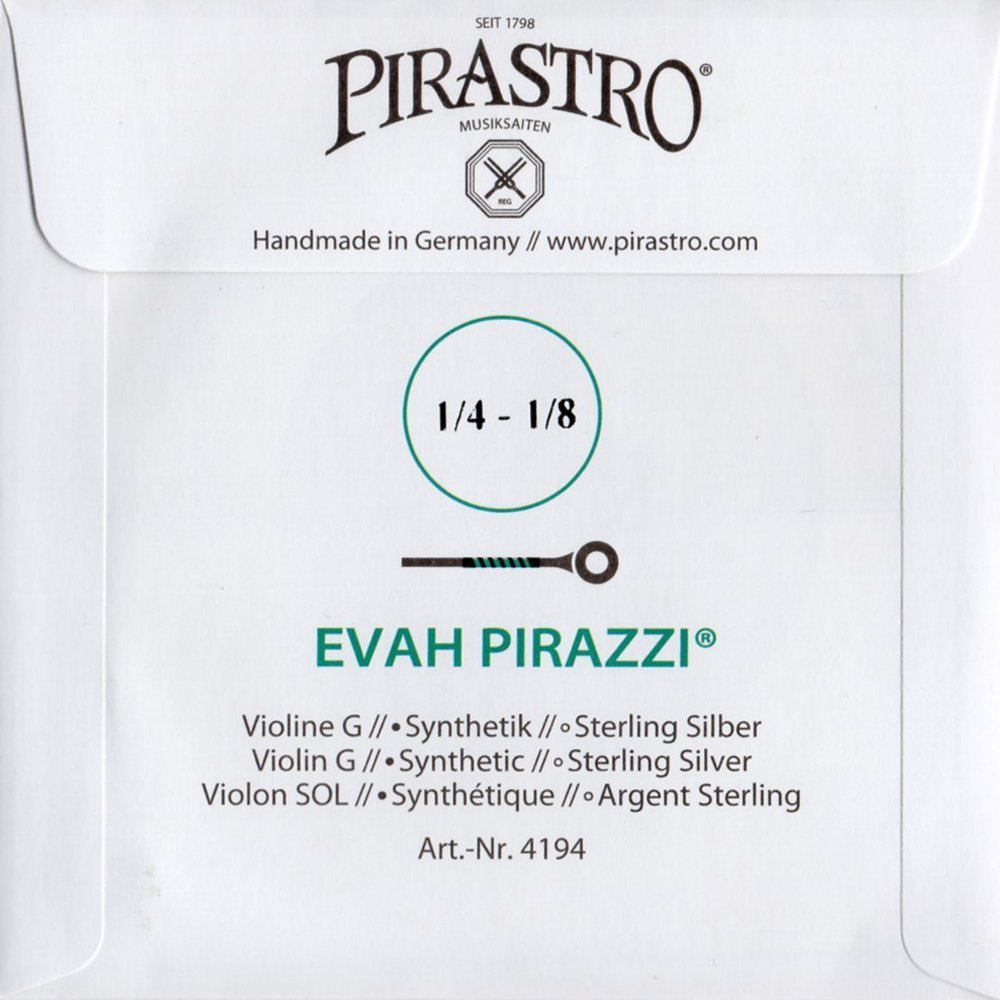 SEIT 1798
PIRASTRO®
MUSIKSAITEN
REG
Handmade in Germany // www.pirastro.com
1/4 - 1/8
EVAH PIRAZZI®
Violine G // • Synthetik // ∘ Sterling Silber
Violin G // • Synthetic // ∘ Sterling Silver
Violon SOL // • Synthétique // ∘ Argent Sterling
Art.-Nr. 4194